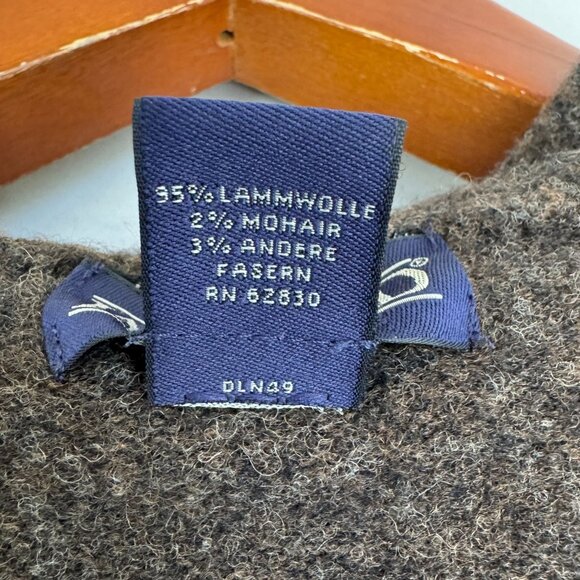 95% LAMMWOLLE
2% MOHAIR
3% ANDERE
FASERN
RN 62830
DLN49